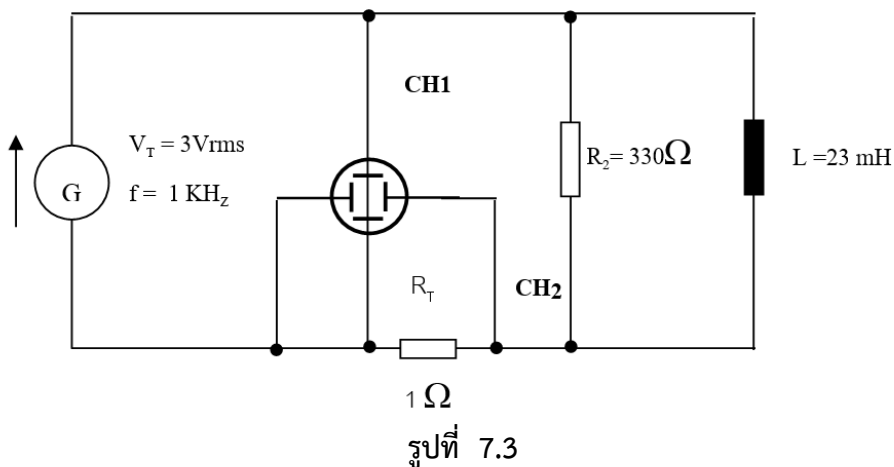 CH1
V_T = 3Vrms
f = 1 KH_Z
G
R_2= 330Ω
L =23 mH
R_T
CH2
1 Ω
รูปที่ 7.3